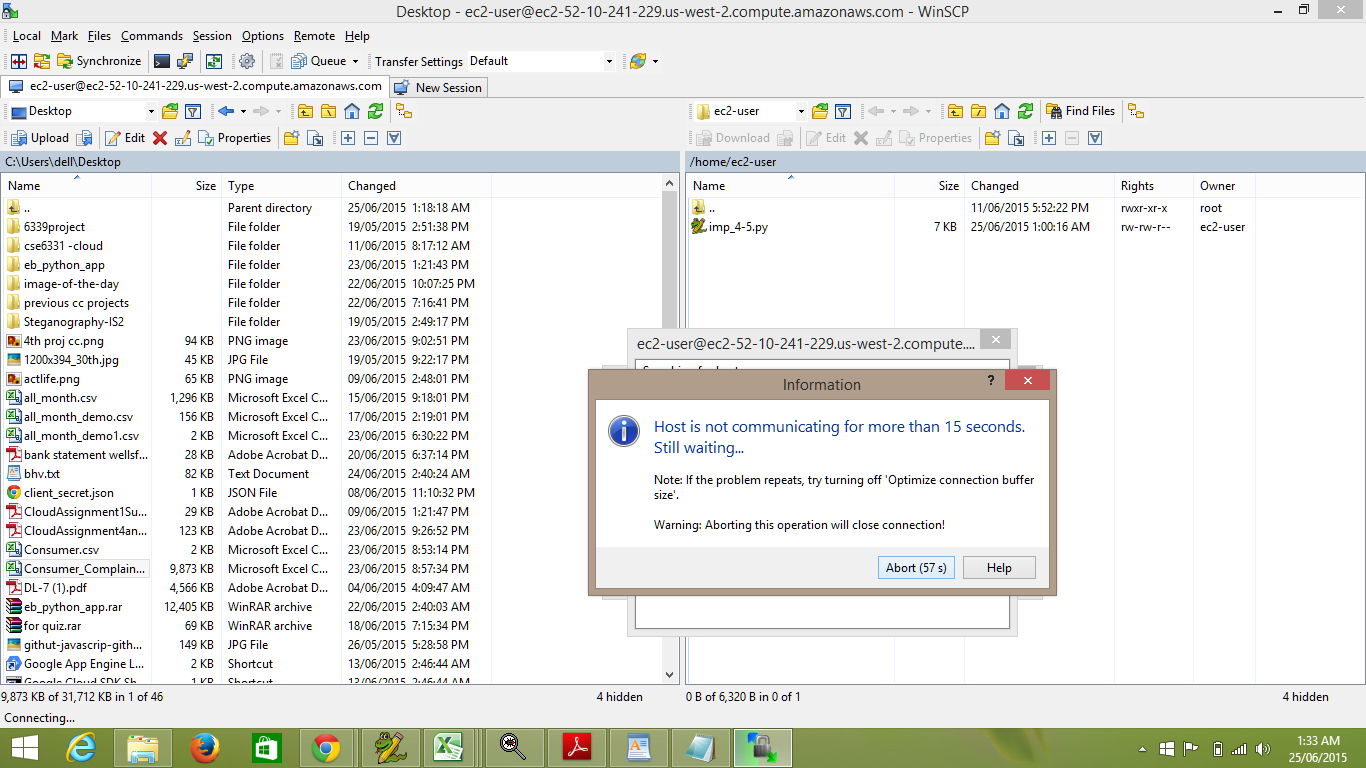 Desktop - ec2-user@ec2-52-10-241-229.us-west-2.compute.amazonaws.com - WinSCP
Local Mark Files Commands Session Options Remote Help
Synchronize Queue Transfer Settings Default
ec2-user@ec2-52-10-241-229.us-west-2.compute.amazonaws.com New Session
Desktop
Upload Edit Properties
C:\Users\dell\Desktop
Name Size Type Changed
.. Parent directory 25/06/2015 1:18:18 AM
6339project File folder 19/05/2015 2:51:38 PM
cse6331 -cloud File folder 11/06/2015 8:17:12 AM
eb_python_app File folder 23/06/2015 1:21:43 PM
image-of-the-day File folder 22/06/2015 10:07:25 PM
previous cc projects File folder 22/06/2015 7:16:41 PM
Steganography-IS2 File folder 19/05/2015 2:49:17 PM
4th proj cc.png 94 KB PNG image 23/06/2015 9:02:51 PM
1200x394_30th.jpg 45 KB JPG File 19/05/2015 9:22:17 PM
actlife.png 65 KB PNG image 09/06/2015 2:48:01 PM
all_month.csv 1,296 KB Microsoft Excel C... 15/06/2015 9:18:01 PM
all_month_demo.csv 156 KB Microsoft Excel C... 17/06/2015 2:19:01 PM
all_month_demo1.csv 2 KB Microsoft Excel C... 23/06/2015 6:30:22 PM
bank statement wellsf... 28 KB Adobe Acrobat D... 20/06/2015 6:37:14 PM
bhv.txt 82 KB Text Document 24/06/2015 2:40:24 AM
client_secret.json 1 KB JSON File 08/06/2015 11:10:32 PM
CloudAssignment1Su... 29 KB Adobe Acrobat D... 09/06/2015 1:21:47 PM
CloudAssignment4an... 123 KB Adobe Acrobat D... 23/06/2015 9:26:52 PM
Consumer.csv 2 KB Microsoft Excel C... 23/06/2015 8:53:14 PM
Consumer_Complain... 9,873 KB Microsoft Excel C... 23/06/2015 8:57:34 PM
DL-7 (1).pdf 4,566 KB Adobe Acrobat D... 04/06/2015 4:09:47 AM
eb_python_app.rar 12,405 KB WinRAR archive 22/06/2015 2:40:03 AM
for quiz.rar 69 KB WinRAR archive 18/06/2015 7:15:34 PM
githut-javascrip-gith... 149 KB JPG File 26/05/2015 5:28:58 PM
Google App Engine L... 2 KB Shortcut 13/06/2015 2:46:44 AM
Google Cloud SDK Sh... 1 KB Shortcut 13/06/2015 2:46:44 AM
9,873 KB of 31,712 KB in 1 of 46 4 hidden
ec2-user Find Files
Download Edit Properties
/home/ec2-user
Name Size Changed Rights Owner
.. 11/06/2015 5:52:22 PM rwxr-xr-x root
imp_4-5.py 7 KB 25/06/2015 1:00:16 AM rw-rw-r-- ec2-user
0 B of 6,320 B in 0 of 1 4 hidden
ec2-user@ec2-52-10-241-229.us-west-2.compute....
Information
?
Host is not communicating for more than 15 seconds.
Still waiting...
Note: If the problem repeats, try turning off 'Optimize connection buffer
size'.
Warning: Aborting this operation will close connection!
Abort (57 s) Help
Connecting...
1:33 AM
25/06/2015